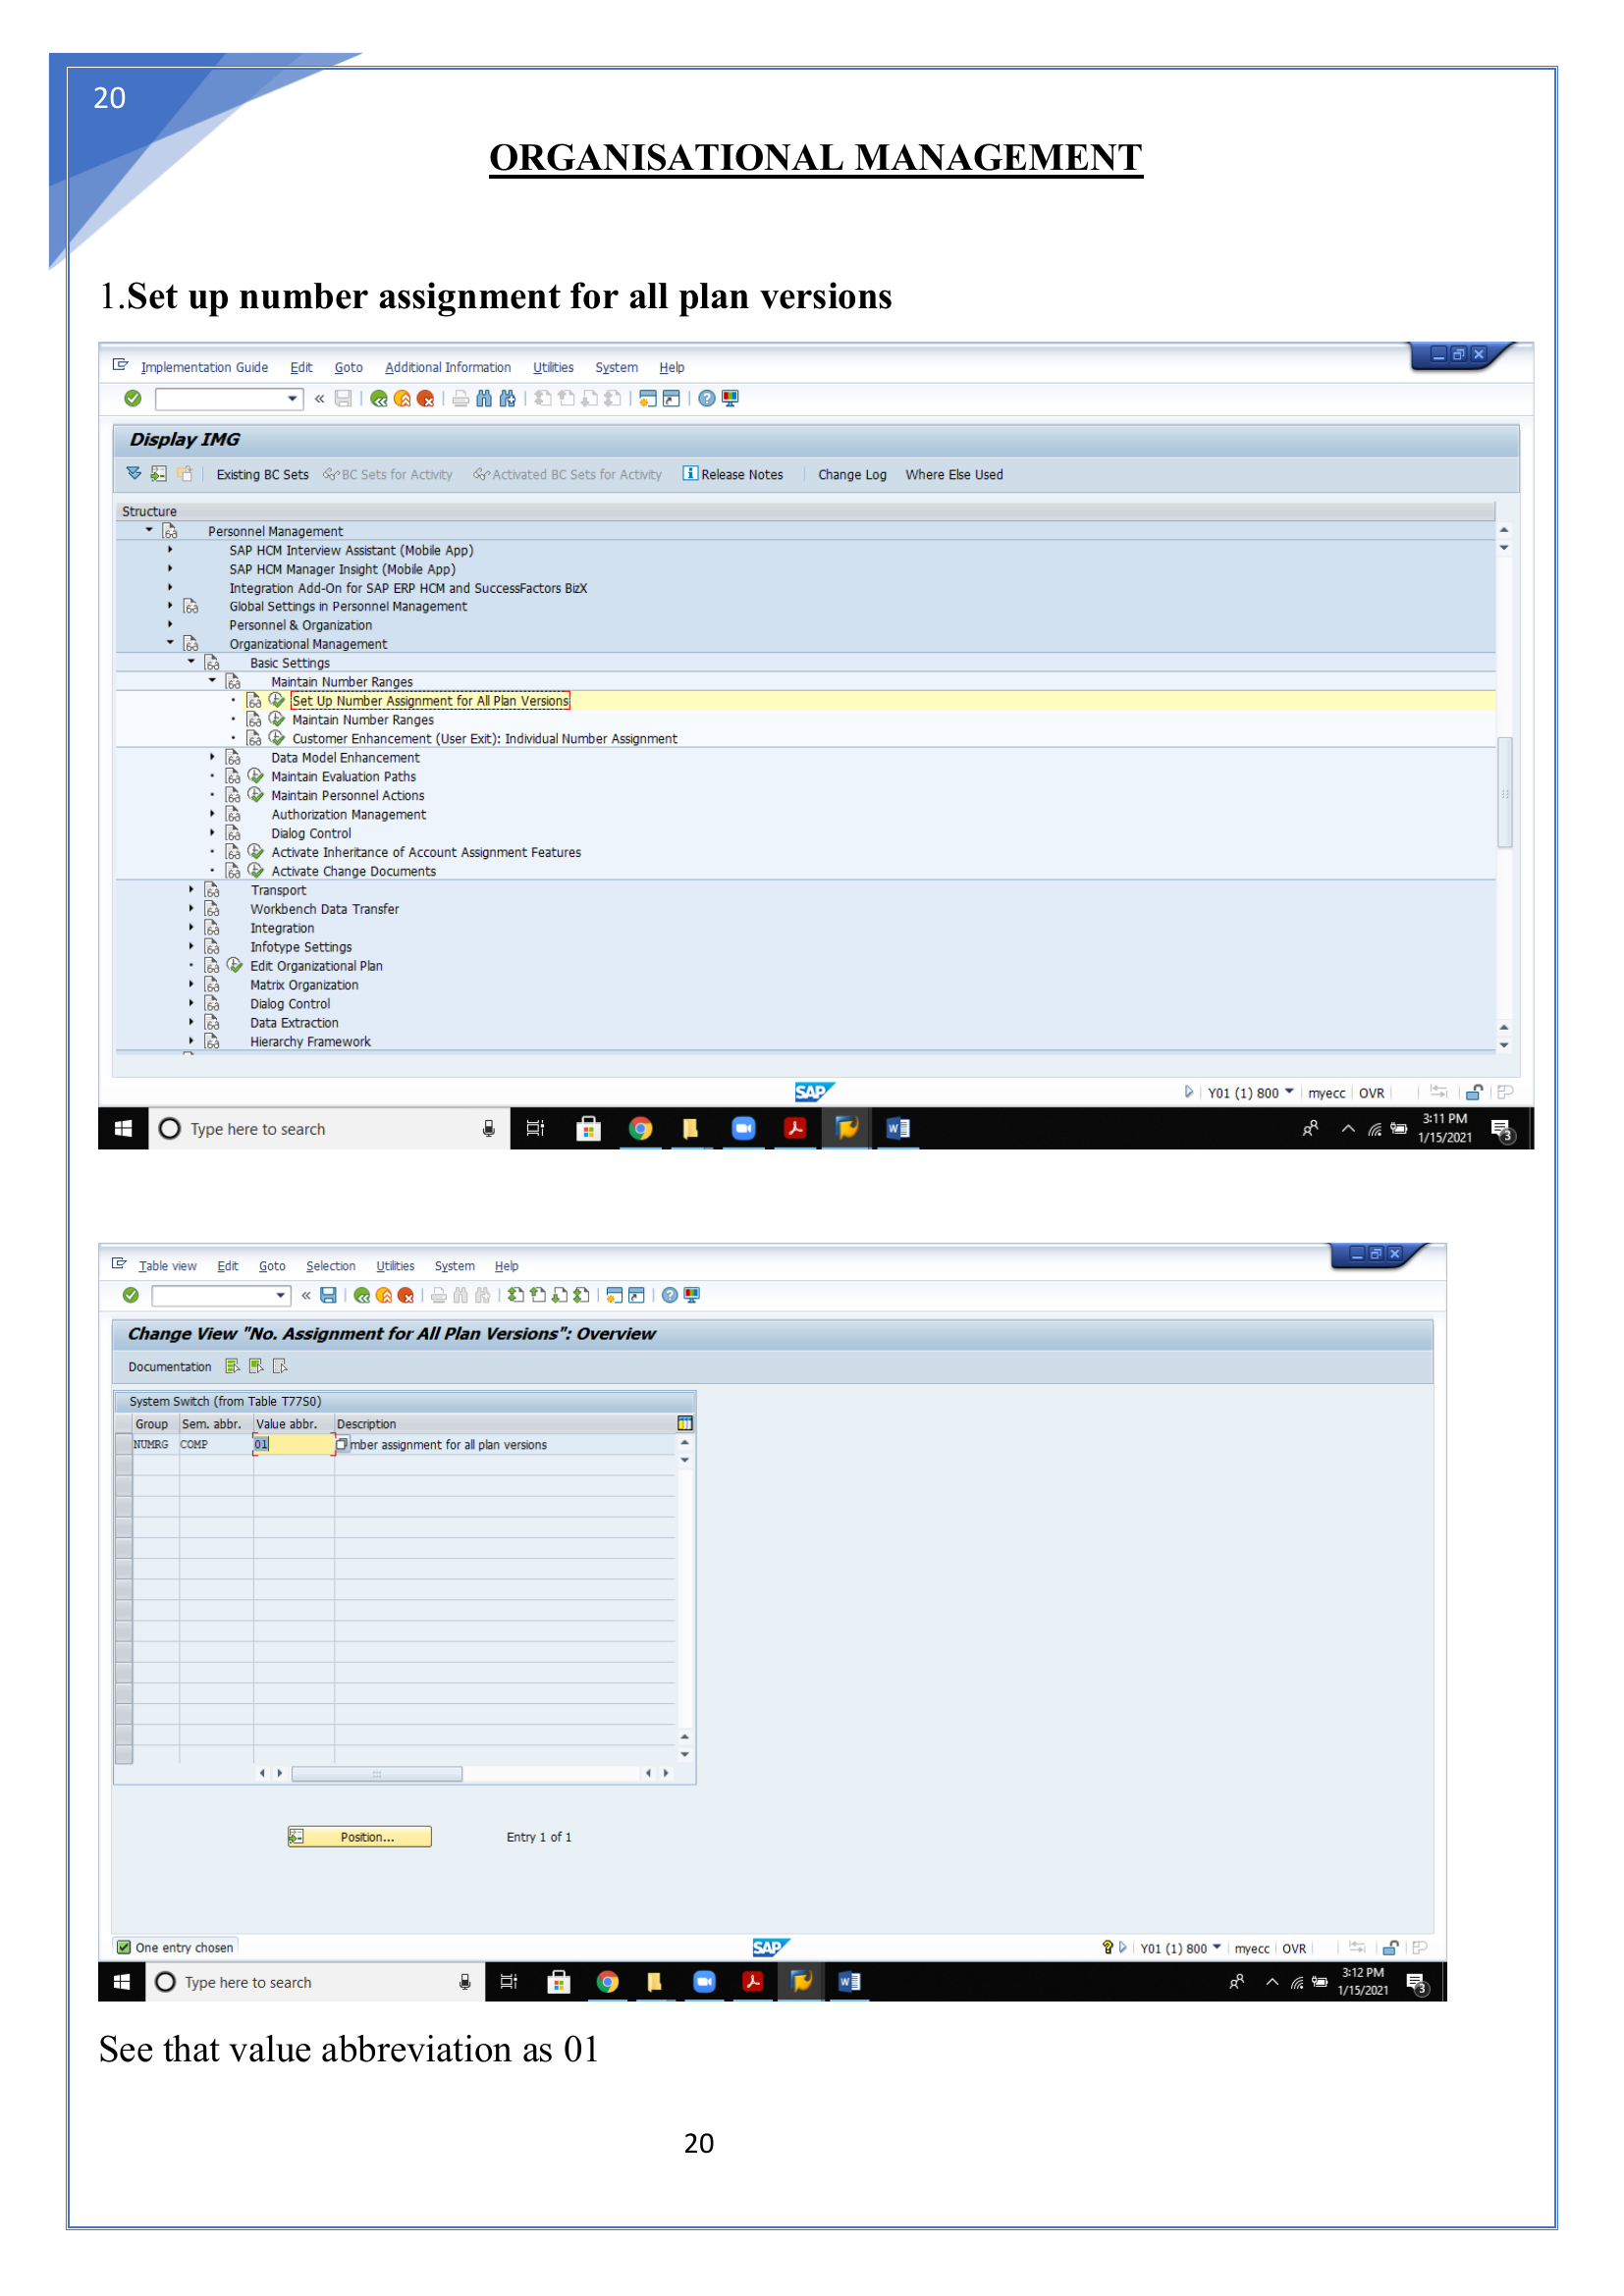 20
ORGANISATIONAL MANAGEMENT
1.Set up number assignment for all plan versions
Implementation Guide Edit Goto Additional Information Utilities System Help
Display IMG
Existing BC Sets BC Sets for Activity Activated BC Sets for Activity Release Notes Change Log Where Else Used
Structure
Personnel Management
SAP HCM Interview Assistant (Mobile App)
SAP HCM Manager Insight (Mobile App)
Integration Add-On for SAP ERP HCM and SuccessFactors BizX
Global Settings in Personnel Management
Personnel & Organization
Organizational Management
Basic Settings
Maintain Number Ranges
Set Up Number Assignment for All Plan Versions
Maintain Number Ranges
Customer Enhancement (User Exit): Individual Number Assignment
Data Model Enhancement
Maintain Evaluation Paths
Maintain Personnel Actions
Authorization Management
Dialog Control
Activate Inheritance of Account Assignment Features
Activate Change Documents
Transport
Workbench Data Transfer
Integration
Infotype Settings
Edit Organizational Plan
Matrix Organization
Dialog Control
Data Extraction
Hierarchy Framework
SAP Y01 (1) 800 myecc OVR
Type here to search 3:11 PM
1/15/2021 3
Table view Edit Goto Selection Utilities System Help
Change View "No. Assignment for All Plan Versions": Overview
Documentation
System Switch (from Table T77S0)
Group Sem. abbr. Value abbr. Description
NUMRG COMP 01 mber assignment for all plan versions
Position... Entry 1 of 1
One entry chosen SAP Y01 (1) 800 myecc OVR
Type here to search 3:12 PM
1/15/2021 3
See that value abbreviation as 01
20